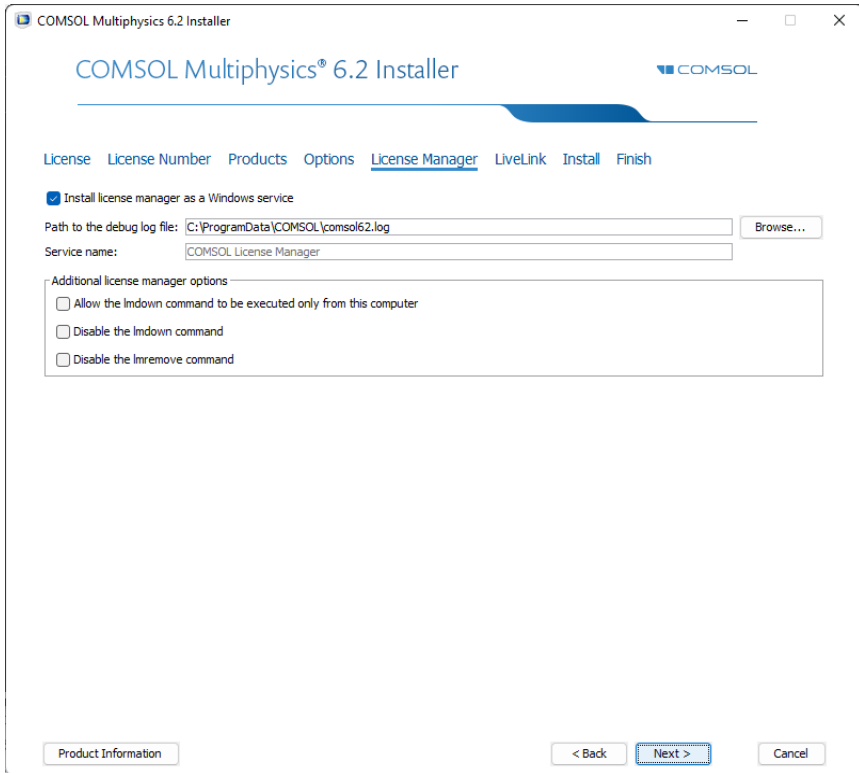 COMSOL Multiphysics 6.2 Installer
COMSOL Multiphysics® 6.2 Installer
COMSOL
License License Number Products Options License Manager LiveLink Install Finish
Install license manager as a Windows service
Path to the debug log file: C:\ProgramData\COMSOL\comsol62.log Browse...
Service name: COMSOL License Manager
Additional license manager options
Allow the lmdown command to be executed only from this computer
Disable the lmdown command
Disable the lmremove command
Product Information < Back Next > Cancel